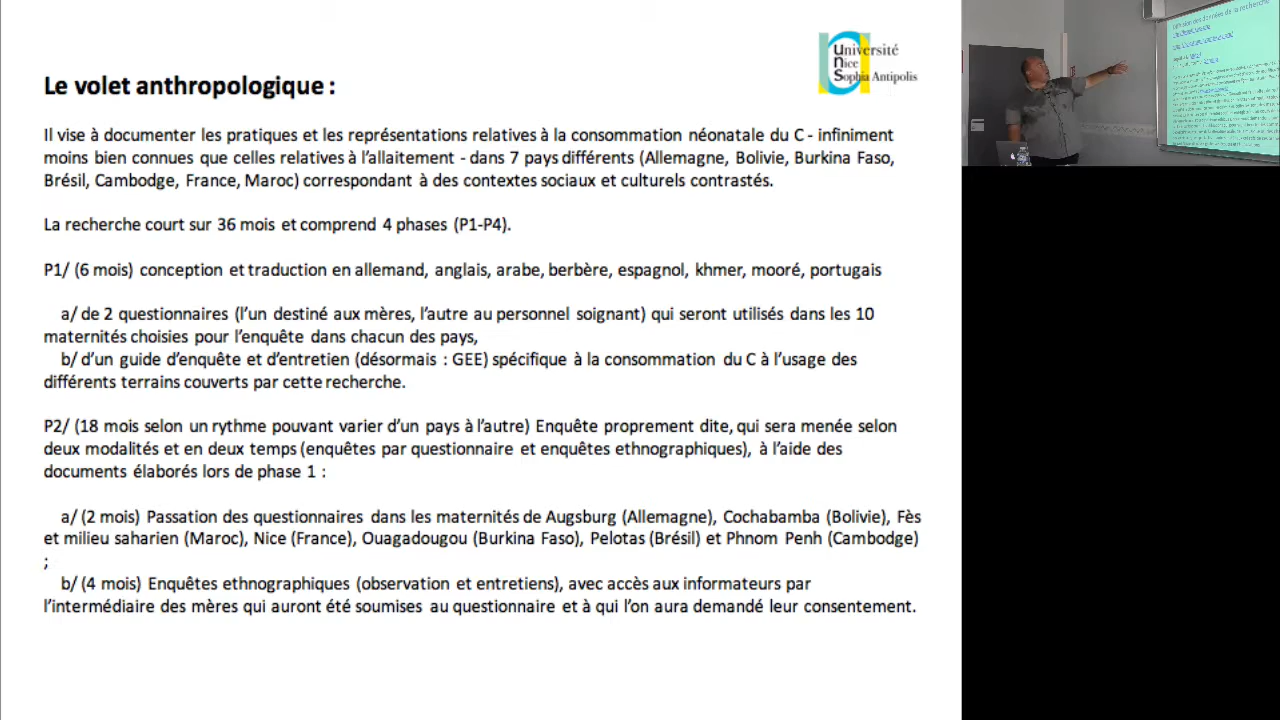 Université
Nice
Sophia Antipolis
Le volet anthropologique :
Il vise à documenter les pratiques et les représentations relatives à la consommation néonatale du C - infiniment
moins bien connues que celles relatives à l’allaitement - dans 7 pays différents (Allemagne, Bolivie, Burkina Faso,
Brésil, Cambodge, France, Maroc) correspondant à des contextes sociaux et culturels contrastés.
La recherche court sur 36 mois et comprend 4 phases (P1-P4).
P1/ (6 mois) conception et traduction en allemand, anglais, arabe, berbère, espagnol, khmer, mooré, portugais
a/ de 2 questionnaires (l’un destiné aux mères, l’autre au personnel soignant) qui seront utilisés dans les 10
maternités choisies pour l’enquête dans chacun des pays,
b/ d’un guide d’enquête et d’entretien (désormais : GEE) spécifique à la consommation du C à l’usage des
différents terrains couverts par cette recherche.
P2/ (18 mois selon un rythme pouvant varier d’un pays à l’autre) Enquête proprement dite, qui sera menée selon
deux modalités et en deux temps (enquêtes par questionnaire et enquêtes ethnographiques), à l’aide des
documents élaborés lors de phase 1 :
a/ (2 mois) Passation des questionnaires dans les maternités de Augsburg (Allemagne), Cochabamba (Bolivie), Fès
et milieu saharien (Maroc), Nice (France), Ouagadougou (Burkina Faso), Pelotas (Brésil) et Phnom Penh (Cambodge)
;
b/ (4 mois) Enquêtes ethnographiques (observation et entretiens), avec accès aux informateurs par
l’intermédiaire des mères qui auront été soumises au questionnaire et à qui l’on aura demandé leur consentement.
des données de la recherche